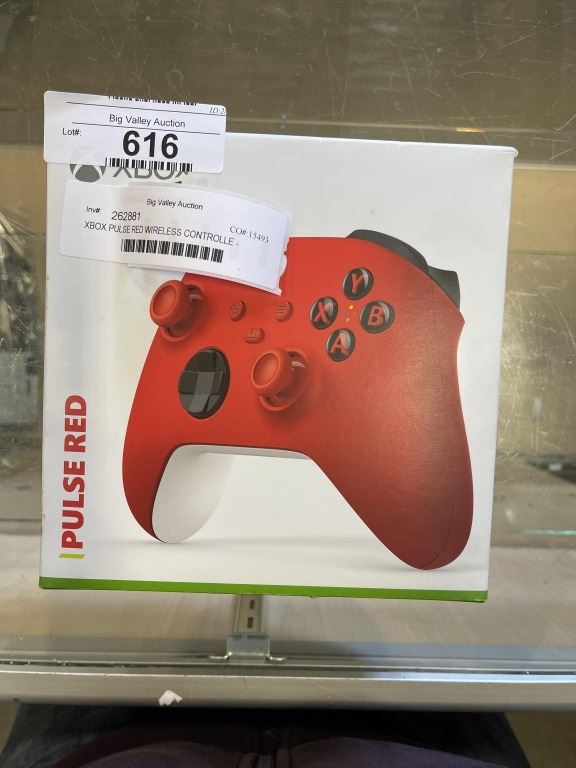 Big Valley Auction
Lot#:
616
XBOX
Big Valley Auction
Inv#: 262881
CO#:15493
XBOX PULSE RED WIRELESS CONTROLLE -
Y
X B
A
PULSE RED